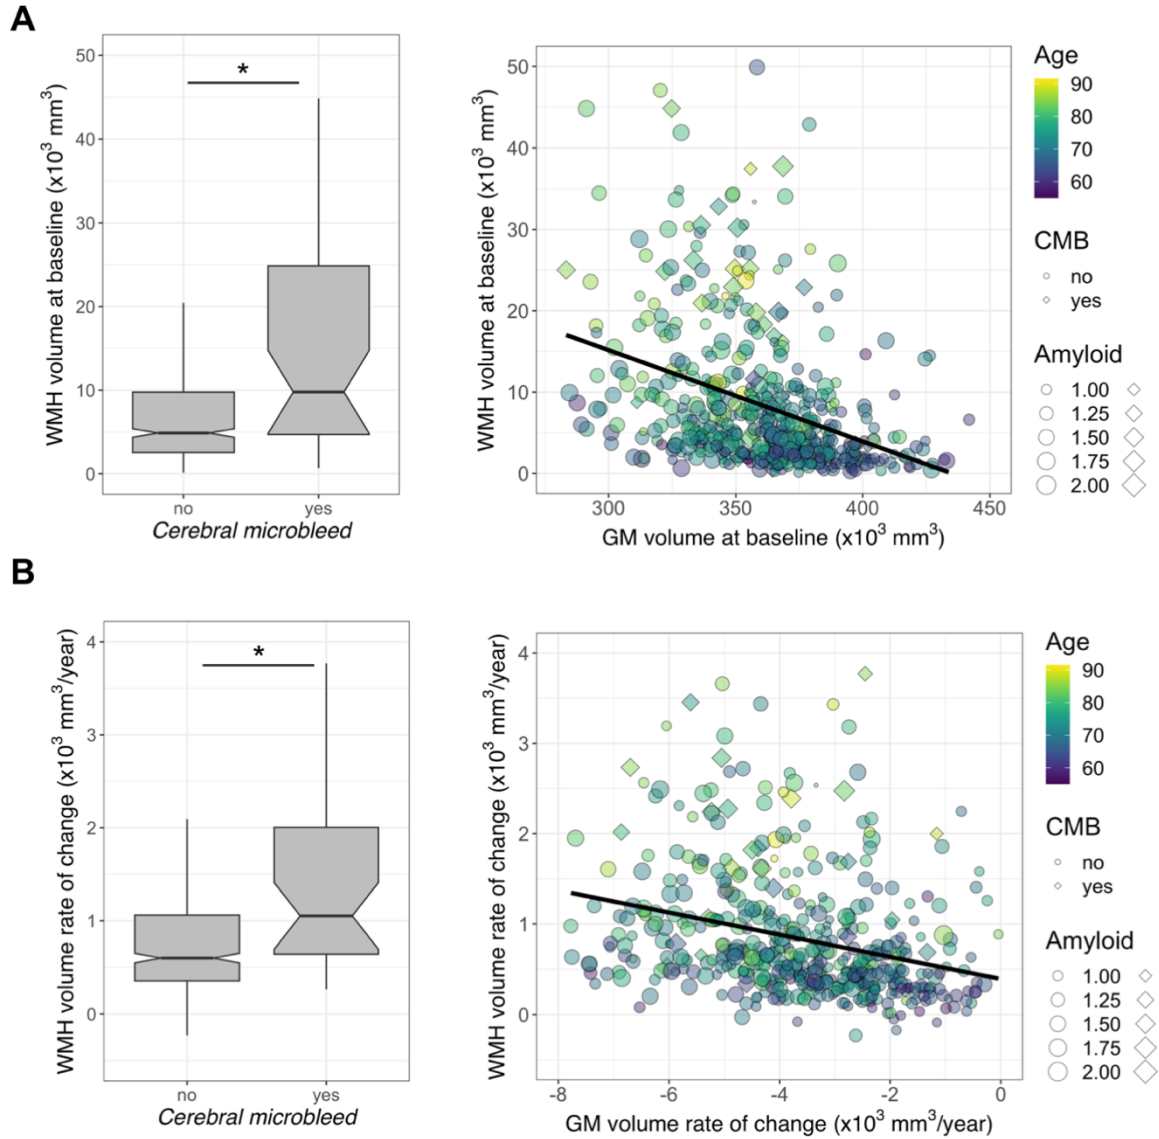 A
WMH volume at baseline (x10³ mm³)
50
40
30
20
10
0
*
no
yes
Cerebral microbleed
WMH volume at baseline (x10³ mm³)
50
40
30
20
10
0
300
350
400
450
GM volume at baseline (x10³ mm³)
Age
90
80
70
60
CMB
no
yes
Amyloid
1.00
1.25
1.50
1.75
2.00
B
WMH volume rate of change (x10³ mm³/year)
4
3
2
1
0
*
no
yes
Cerebral microbleed
WMH volume rate of change (x10³ mm³/year)
4
3
2
1
0
-8
-6
-4
-2
0
GM volume rate of change (x10³ mm³/year)
Age
90
80
70
60
CMB
no
yes
Amyloid
1.00
1.25
1.50
1.75
2.00